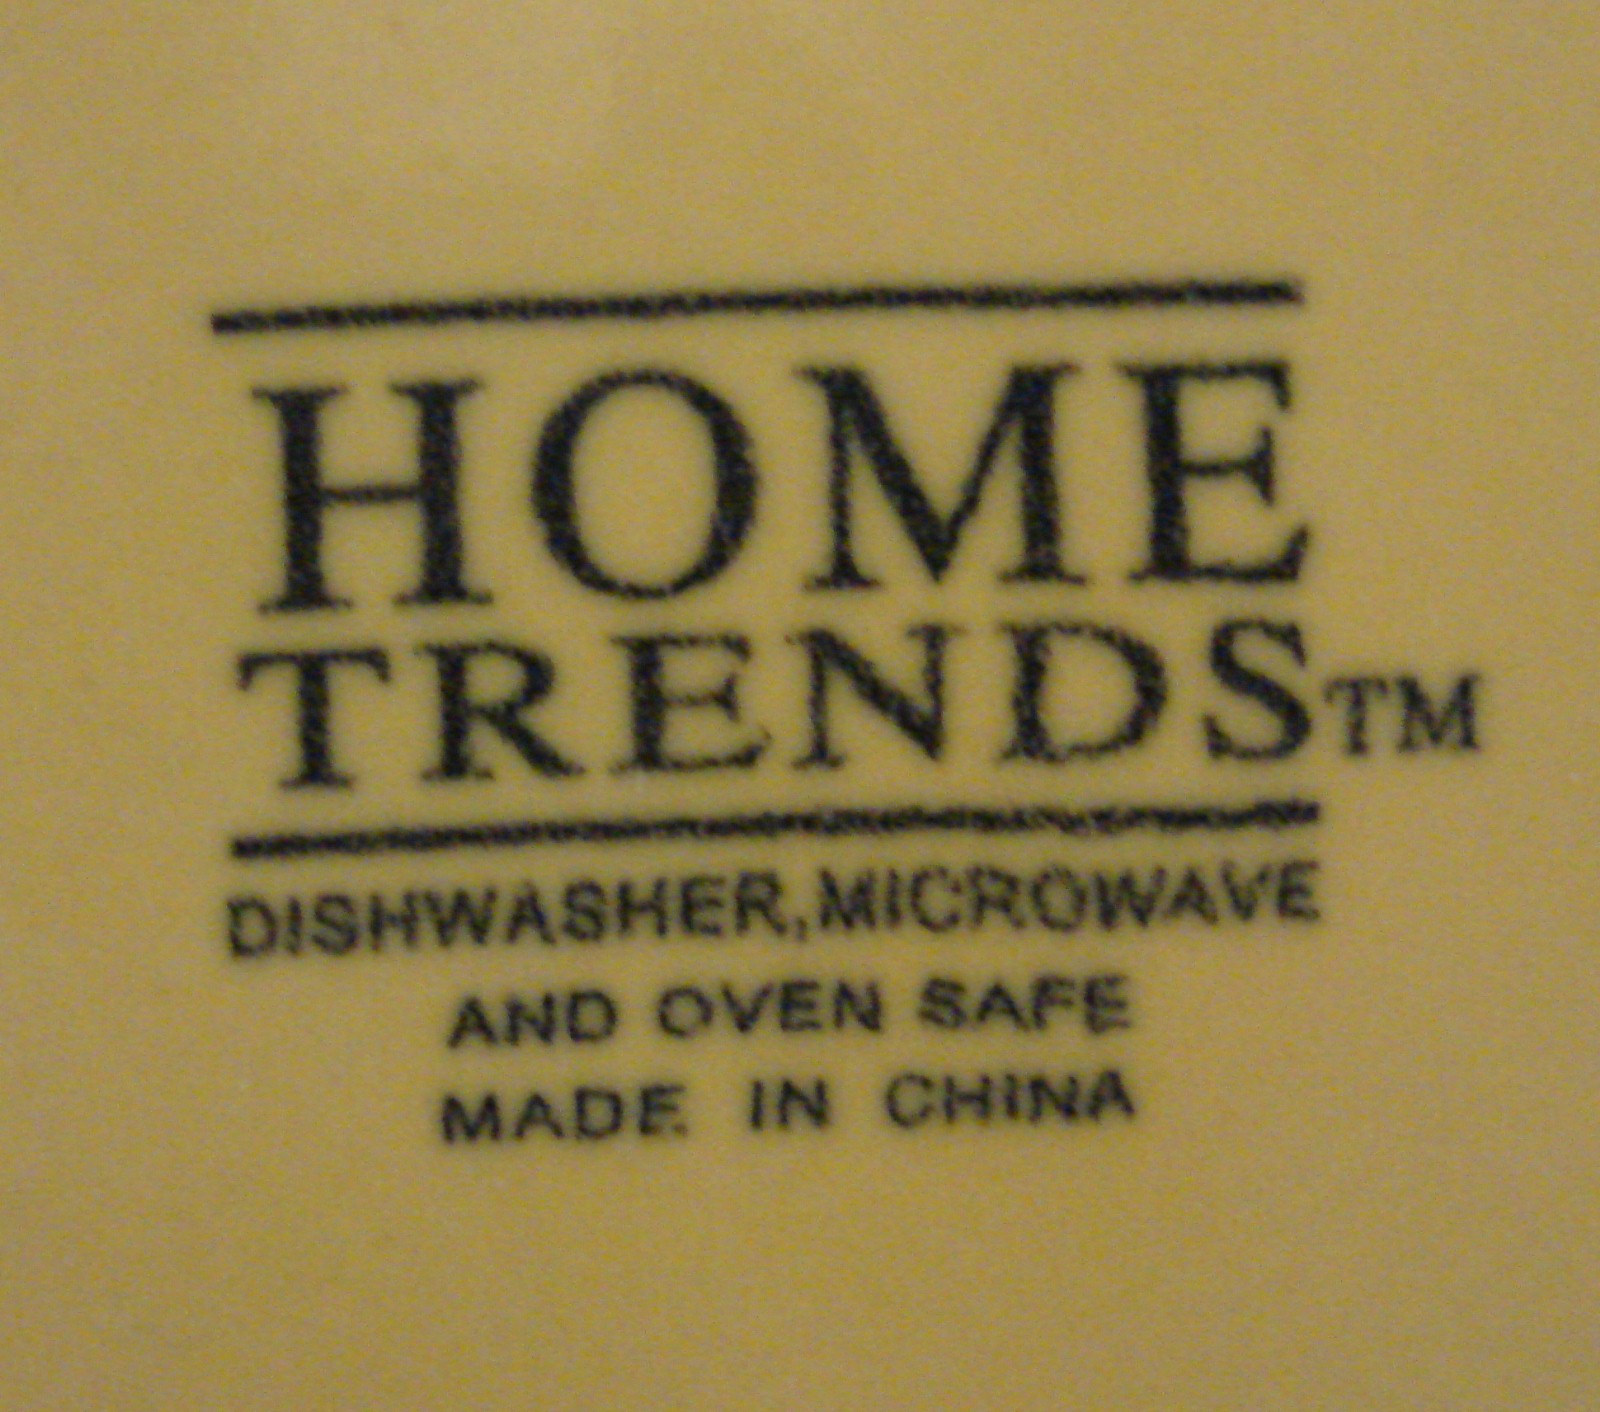 HOME
TRENDS™
DISHWASHER,MICROWAVE
AND OVEN SAFE
MADE IN CHINA